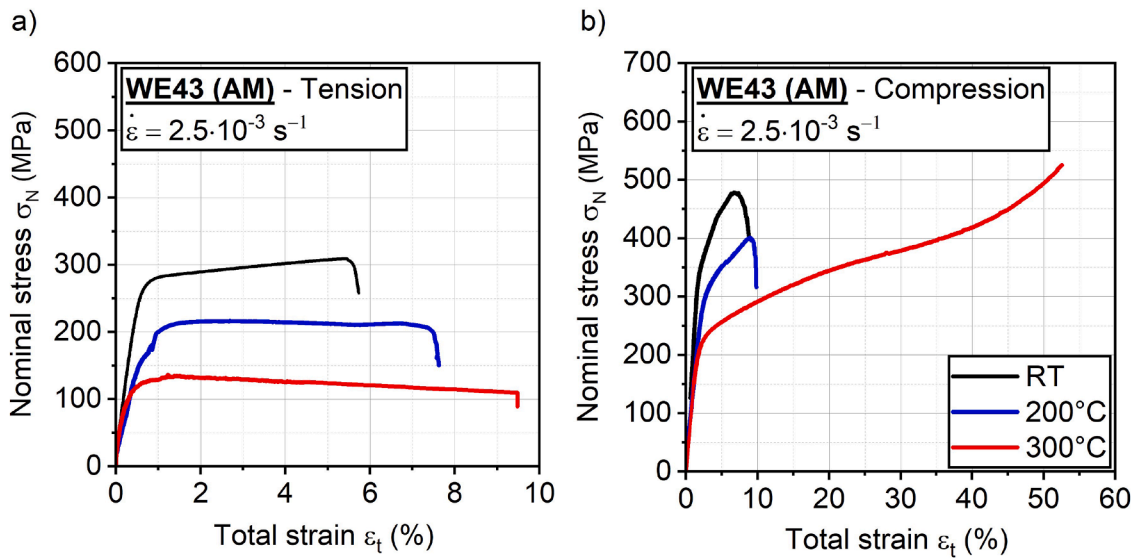 a)
600
500
400
300
200
100
0
0
2
4
6
8
10
Nominal stress σN (MPa)
Total strain εt (%)
WE43 (AM) - Tension
ε̇ = 2.5·10⁻³ s⁻¹
b)
700
600
500
400
300
200
100
0
0
10
20
30
40
50
60
Nominal stress σN (MPa)
Total strain εt (%)
WE43 (AM) - Compression
ε̇ = 2.5·10⁻³ s⁻¹
RT
200°C
300°C